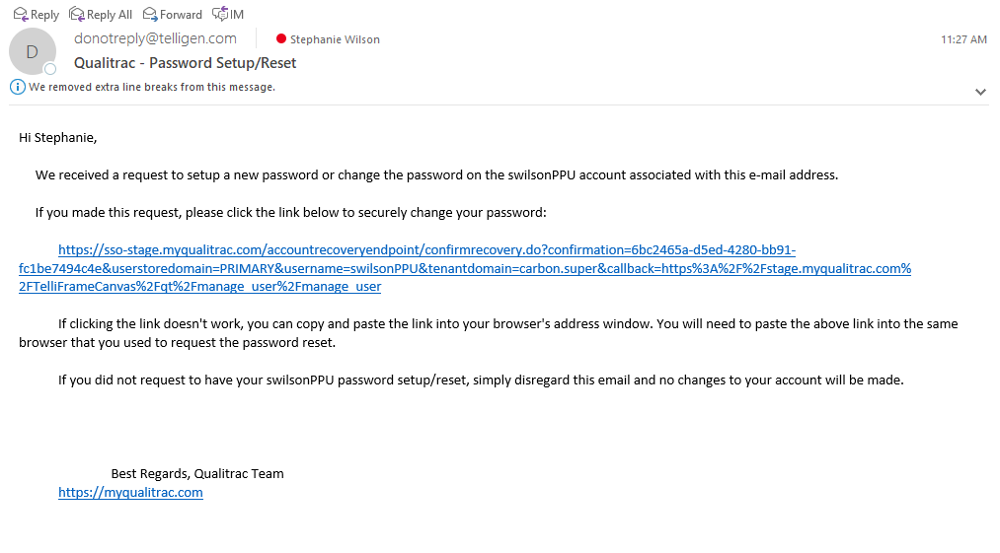 Reply Reply All Forward IM
D
donotreply@telligen.com Stephanie Wilson 11:27 AM
Qualitrac - Password Setup/Reset
We removed extra line breaks from this message.
Hi Stephanie,
We received a request to setup a new password or change the password on the swilsonPPU account associated with this e-mail address.
If you made this request, please click the link below to securely change your password:
https://sso-stage.myqualitrac.com/accountrecoveryendpoint/confirmrecovery.do?confirmation=6bc2465a-d5ed-4280-bb91-
fc1be7494c4e&userstoredomain=PRIMARY&username=swilsonPPU&tenantdomain=carbon.super&callback=https%3A%2F%2Fstage.myqualitrac.com%
2FTelliFrameCanvas%2Fqt%2Fmanage_user%2Fmanage_user
If clicking the link doesn't work, you can copy and paste the link into your browser's address window. You will need to paste the above link into the same
browser that you used to request the password reset.
If you did not request to have your swilsonPPU password setup/reset, simply disregard this email and no changes to your account will be made.
Best Regards, Qualitrac Team
https://myqualitrac.com